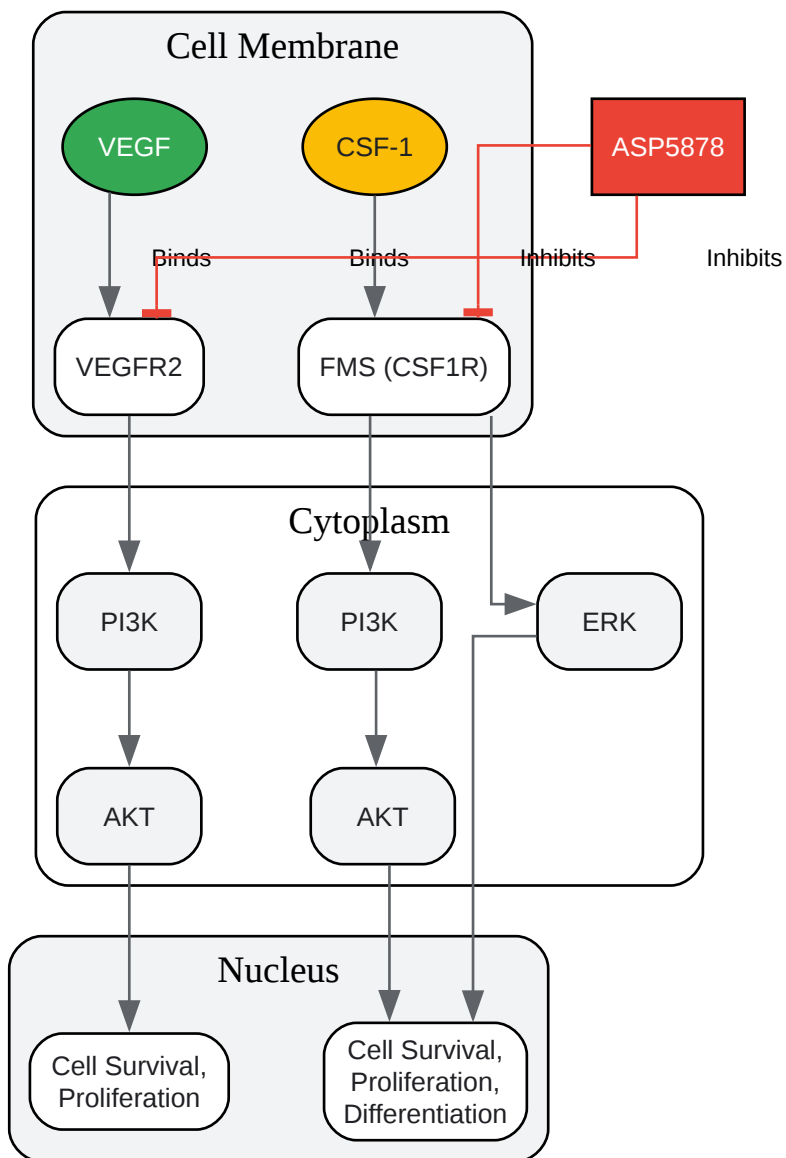 Cell Membrane
VEGF
CSF-1
ASP5878
Binds
Binds
Inhibits
Inhibits
VEGFR2
FMS (CSF1R)
Cytoplasm
PI3K
PI3K
ERK
AKT
AKT
Nucleus
Cell Survival,
Proliferation
Cell Survival,
Proliferation,
Differentiation